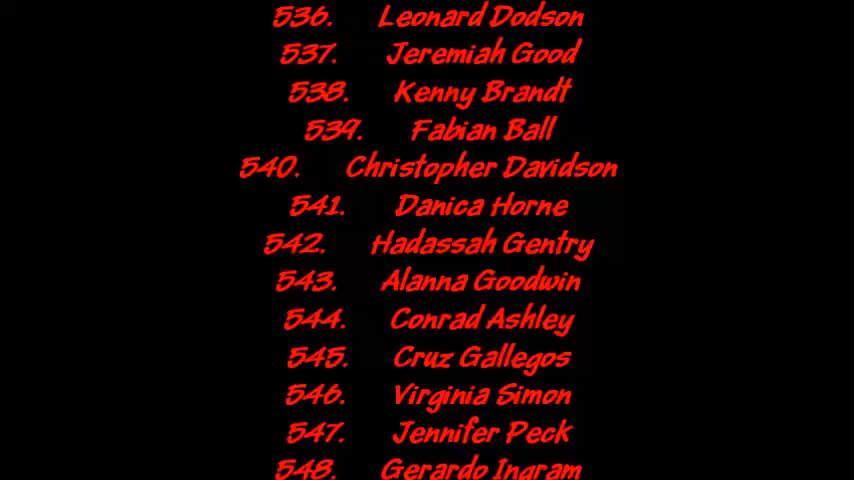 536. Leonard Dodson
537. Jeremiah Good
538. Kenny Brandt
539. Fabian Ball
540. Christopher Davidson
541. Danica Horne
542. Hadassah Gentry
543. Alanna Goodwin
544. Conrad Ashley
545. Cruz Gallegos
546. Virginia Simon
547. Jennifer Peck
548. Gerardo Ingram